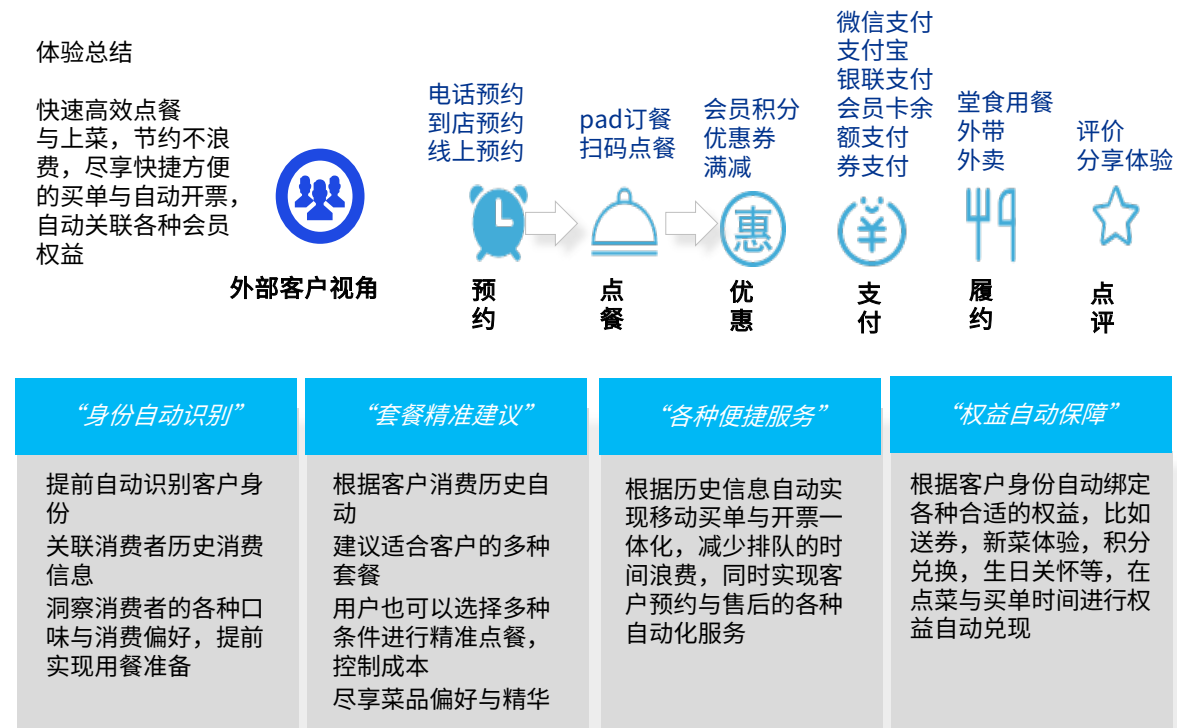 体验总结
快速高效点餐
与上菜，节约不浪
费，尽享快捷方便
的买单与自动开票，
自动关联各种会员
权益
外部客户视角
电话预约
到店预约
线上预约
预
约
pad订餐
扫码点餐
点
餐
会员积分
优惠券
满减
惠
优
惠
微信支付
支付宝
银联支付
会员卡余
额支付
券支付
¥
支
付
堂食用餐
外带
外卖
履
约
评价
分享体验
点
评
“身份自动识别”
提前自动识别客户身
份
关联消费者历史消费
信息
洞察消费者的各种口
味与消费偏好，提前
实现用餐准备
“套餐精准建议”
根据客户消费历史自
动
建议适合客户的多种
套餐
用户也可以选择多种
条件进行精准点餐，
控制成本
尽享菜品偏好与精华
“各种便捷服务”
根据历史信息自动实
现移动买单与开票一
体化，减少排队的时
间浪费，同时实现客
户预约与售后的各种
自动化服务
“权益自动保障”
根据客户身份自动绑定
各种合适的权益，比如
送券，新菜体验，积分
兑换，生日关怀等，在
点菜与买单时间进行权
益自动兑现